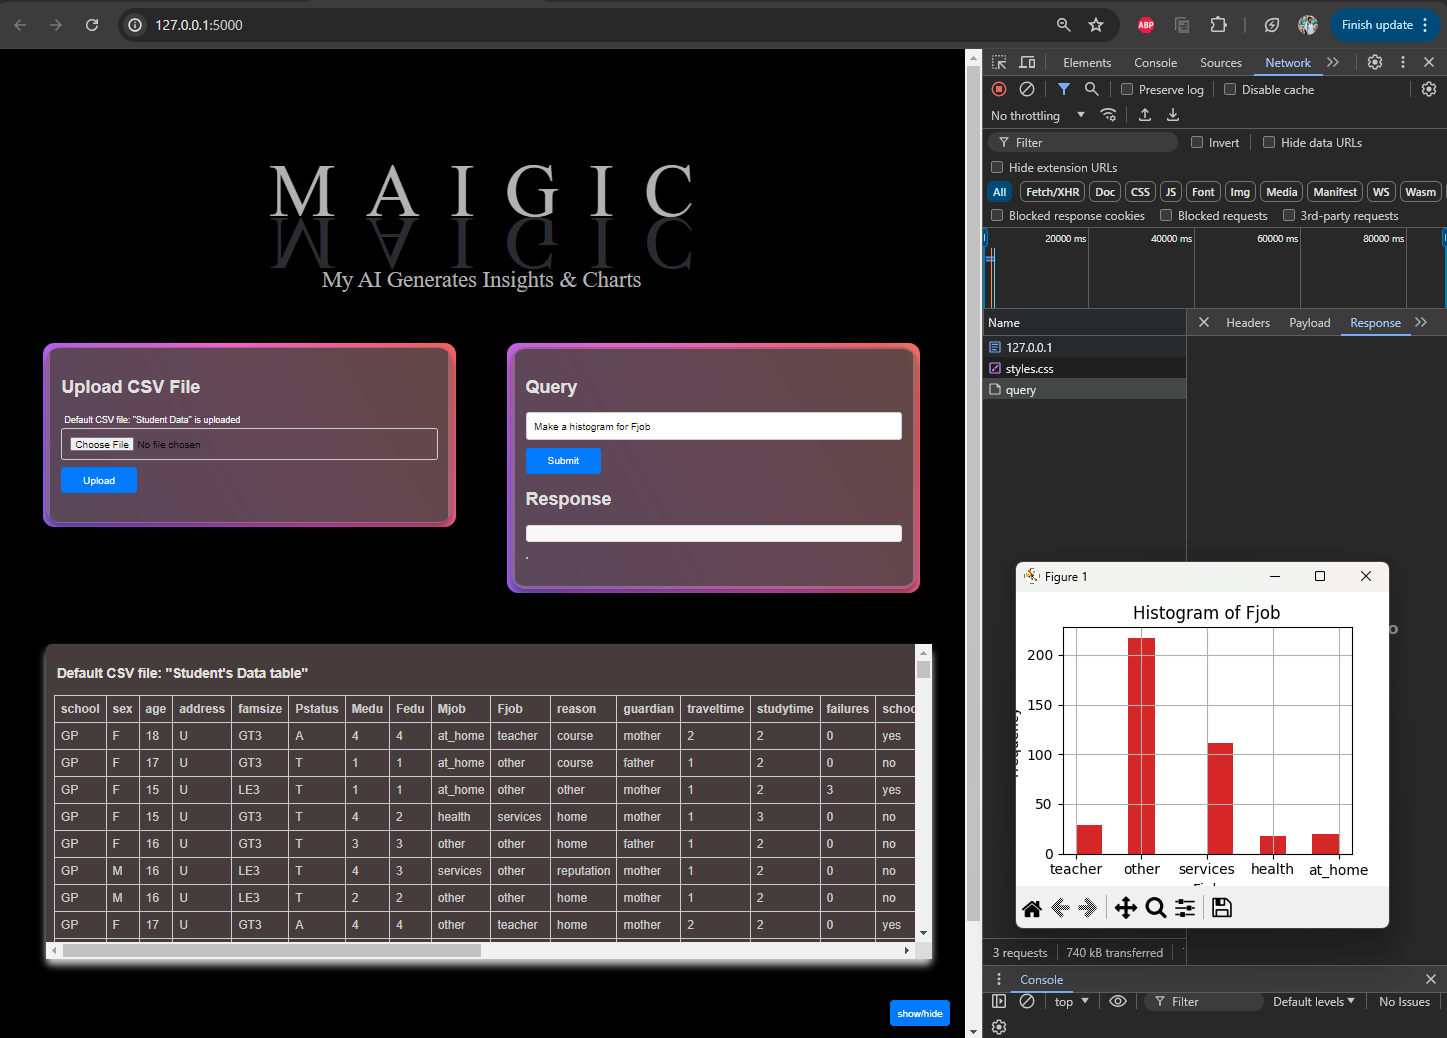 127.0.0.1:5000
ABP
Finish update
MAIGIC
My AI Generates Insights & Charts
Upload CSV File
Default CSV file: "Student Data" is uploaded
Choose File No file chosen
Upload
Query
Make a histogram for Fjob
Submit
Response
.
Default CSV file: "Student's Data table"
school sex age address famsize Pstatus Medu Fedu Mjob Fjob reason guardian traveltime studytime failures schoo
GP F 18 U GT3 A 4 4 at_home teacher course mother 2 2 0 yes
GP F 17 U GT3 T 1 1 at_home other course father 1 2 0 no
GP F 15 U LE3 T 1 1 at_home other other mother 1 2 3 yes
GP F 15 U GT3 T 4 2 health services home mother 1 3 0 no
GP F 16 U GT3 T 3 3 other other home father 1 2 0 no
GP M 16 U LE3 T 4 3 services other reputation mother 1 2 0 no
GP M 16 U LE3 T 2 2 other other home mother 1 2 0 no
GP F 17 U GT3 A 4 4 other teacher home mother 2 2 0 yes
show/hide
Elements Console Sources Network
Preserve log Disable cache
No throttling
Filter Invert Hide data URLs
Hide extension URLs
All Fetch/XHR Doc CSS JS Font Img Media Manifest WS Wasm
Blocked response cookies Blocked requests 3rd-party requests
20000 ms 40000 ms 60000 ms 80000 ms
Name Headers Payload Response
127.0.0.1
styles.css
query
Figure 1
Histogram of Fjob
200
150
100
50
0
teacher other services health at_home
3 requests 740 kB transferred
Console
top Filter Default levels No Issues